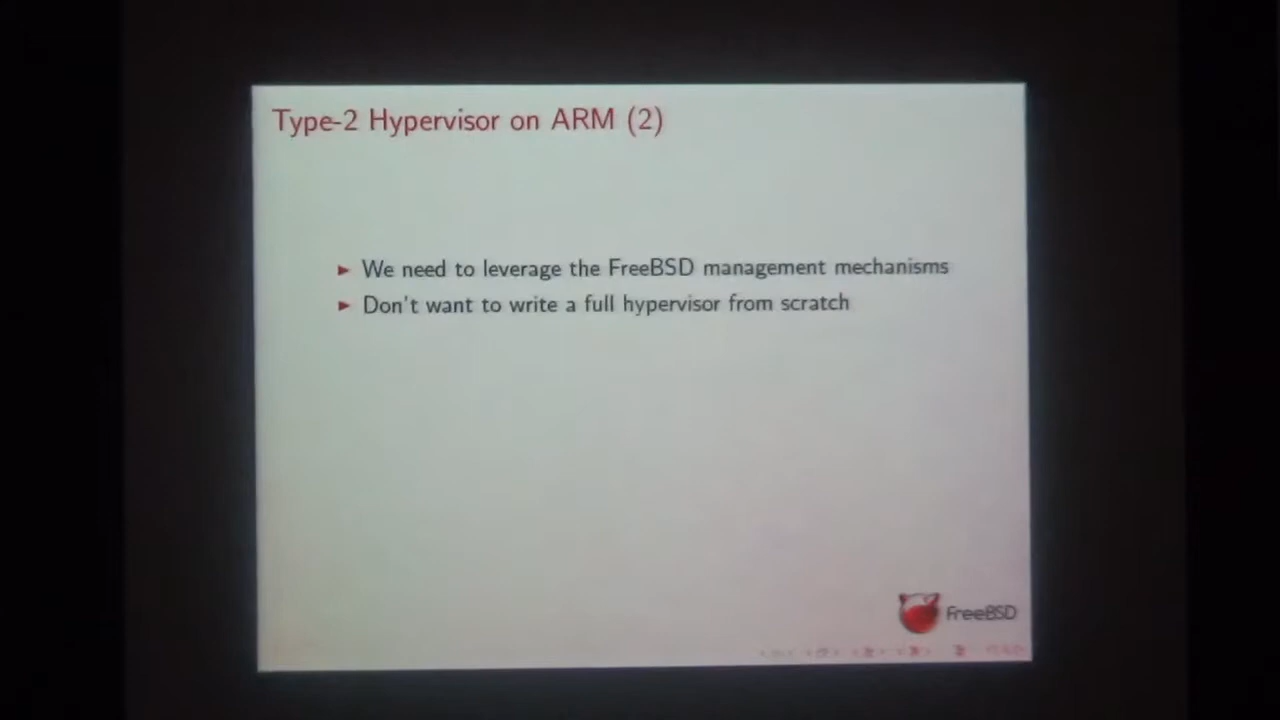 Type-2 Hypervisor on ARM (2)
We need to leverage the FreeBSD management mechanisms
Don't want to write a full hypervisor from scratch
FreeBSD